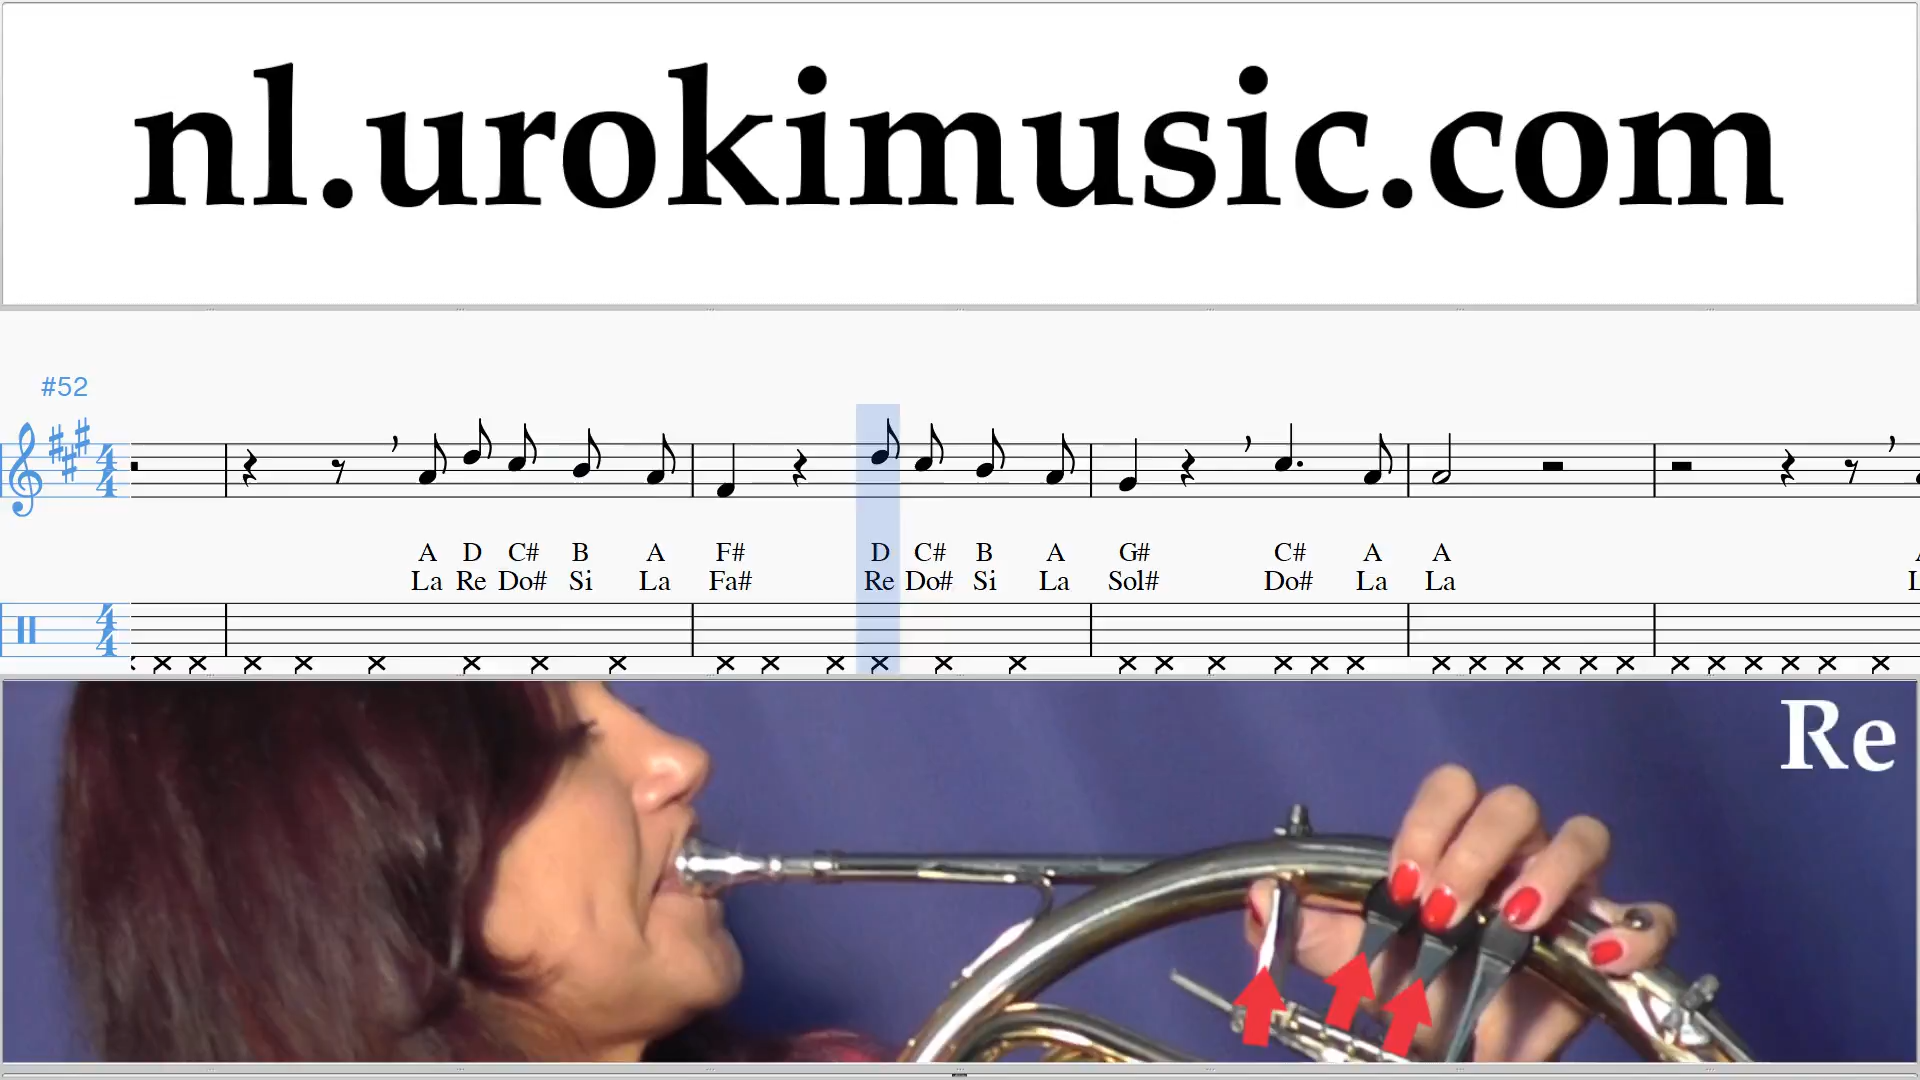 nl.urokimusic.com
#52
A D C# B A F# D C# B A G# C# A A
La Re Do# Si La Fa# Re Do# Si La Sol# Do# La La
Re